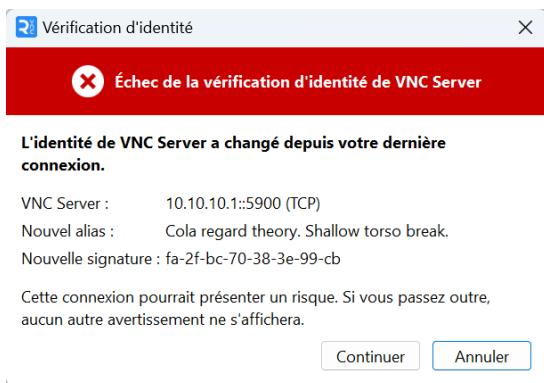 Vérification d'identité
Échec de la vérification d'identité de VNC Server
L'identité de VNC Server a changé depuis votre dernière
connexion.
VNC Server : 10.10.10.1::5900 (TCP)
Nouvel alias : Cola regard theory. Shallow torso break.
Nouvelle signature : fa-2f-bc-70-38-3e-99-cb
Cette connexion pourrait présenter un risque. Si vous passez outre,
aucun autre avertissement ne s'affichera.
Continuer Annuler